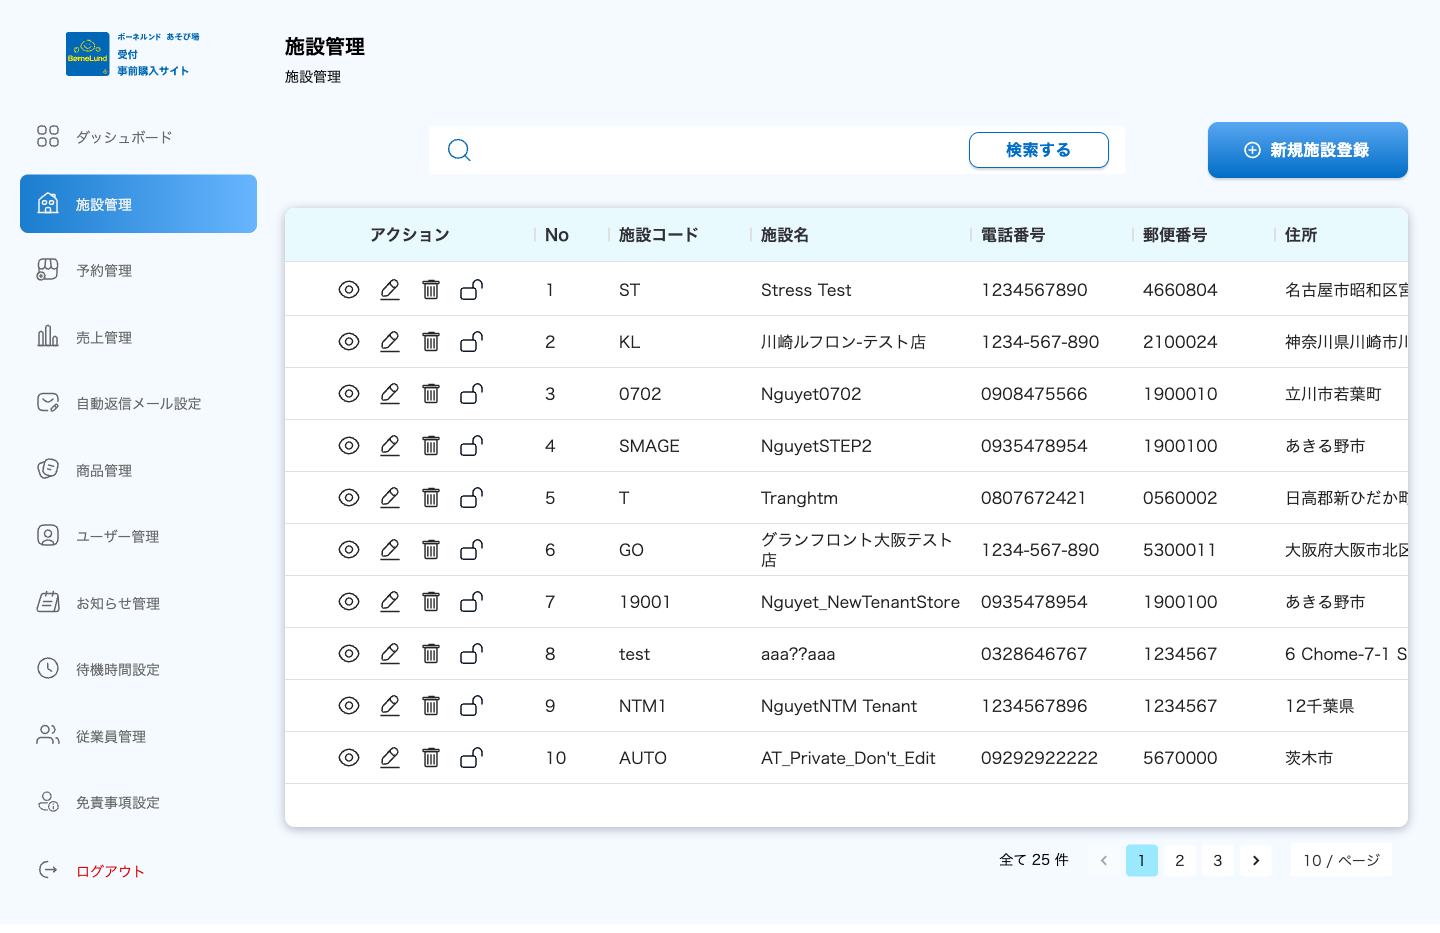 ボーネルンド あそび場
受付
事前購入サイト
BørneLund
施設管理
施設管理
ダッシュボード
施設管理
予約管理
売上管理
自動返信メール設定
商品管理
ユーザー管理
お知らせ管理
待機時間設定
従業員管理
免責事項設定
ログアウト
検索する
新規施設登録
アクション No 施設コード 施設名 電話番号 郵便番号 住所
1 ST Stress Test 1234567890 4660804 名古屋市昭和区宮
2 KL 川崎ルフロン-テスト店 1234-567-890 2100024 神奈川県川崎市川
3 0702 Nguyet0702 0908475566 1900010 立川市若葉町
4 SMAGE NguyetSTEP2 0935478954 1900100 あきる野市
5 T Tranghtm 0807672421 0560002 日高郡新ひだか町
6 GO グランフロント大阪テスト店 1234-567-890 5300011 大阪府大阪市北区
7 19001 Nguyet_NewTenantStore 0935478954 1900100 あきる野市
8 test aaa??aaa 0328646767 1234567 6 Chome-7-1 S
9 NTM1 NguyetNTM Tenant 1234567896 1234567 12千葉県
10 AUTO AT_Private_Don't_Edit 09292922222 5670000 茨木市
全て 25 件 1 2 3 10 / ページ